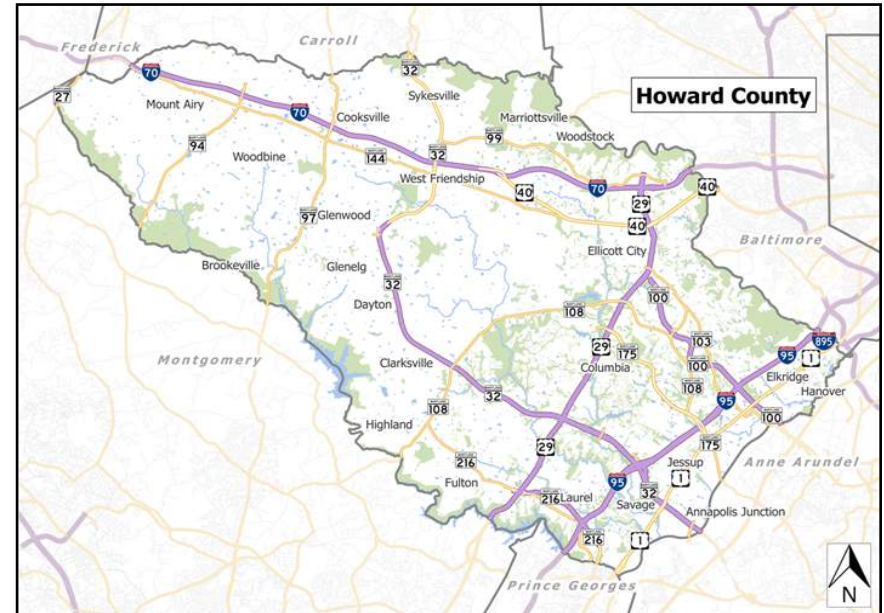 Frederick
Carroll
32
70
27
Mount Airy
70
Sykesville
Howard County
Cooksville
Marriottsville
94
99
Woodstock
Woodbine
144
32
West Friendship
40
70
40
29
97
Glenwood
40
Baltimore
Ellicott City
Brookeville
Glenelg
32
100
Dayton
108
103
895
Montgomery
29
175
95
1
Clarksville
Columbia
100
Elkridge
32
108
Hanover
108
95
100
Highland
29
175
216
Jessup
Anne Arundel
Fulton
95
1
216
Laurel
32
Savage
Annapolis Junction
216
1
Prince Georges
N